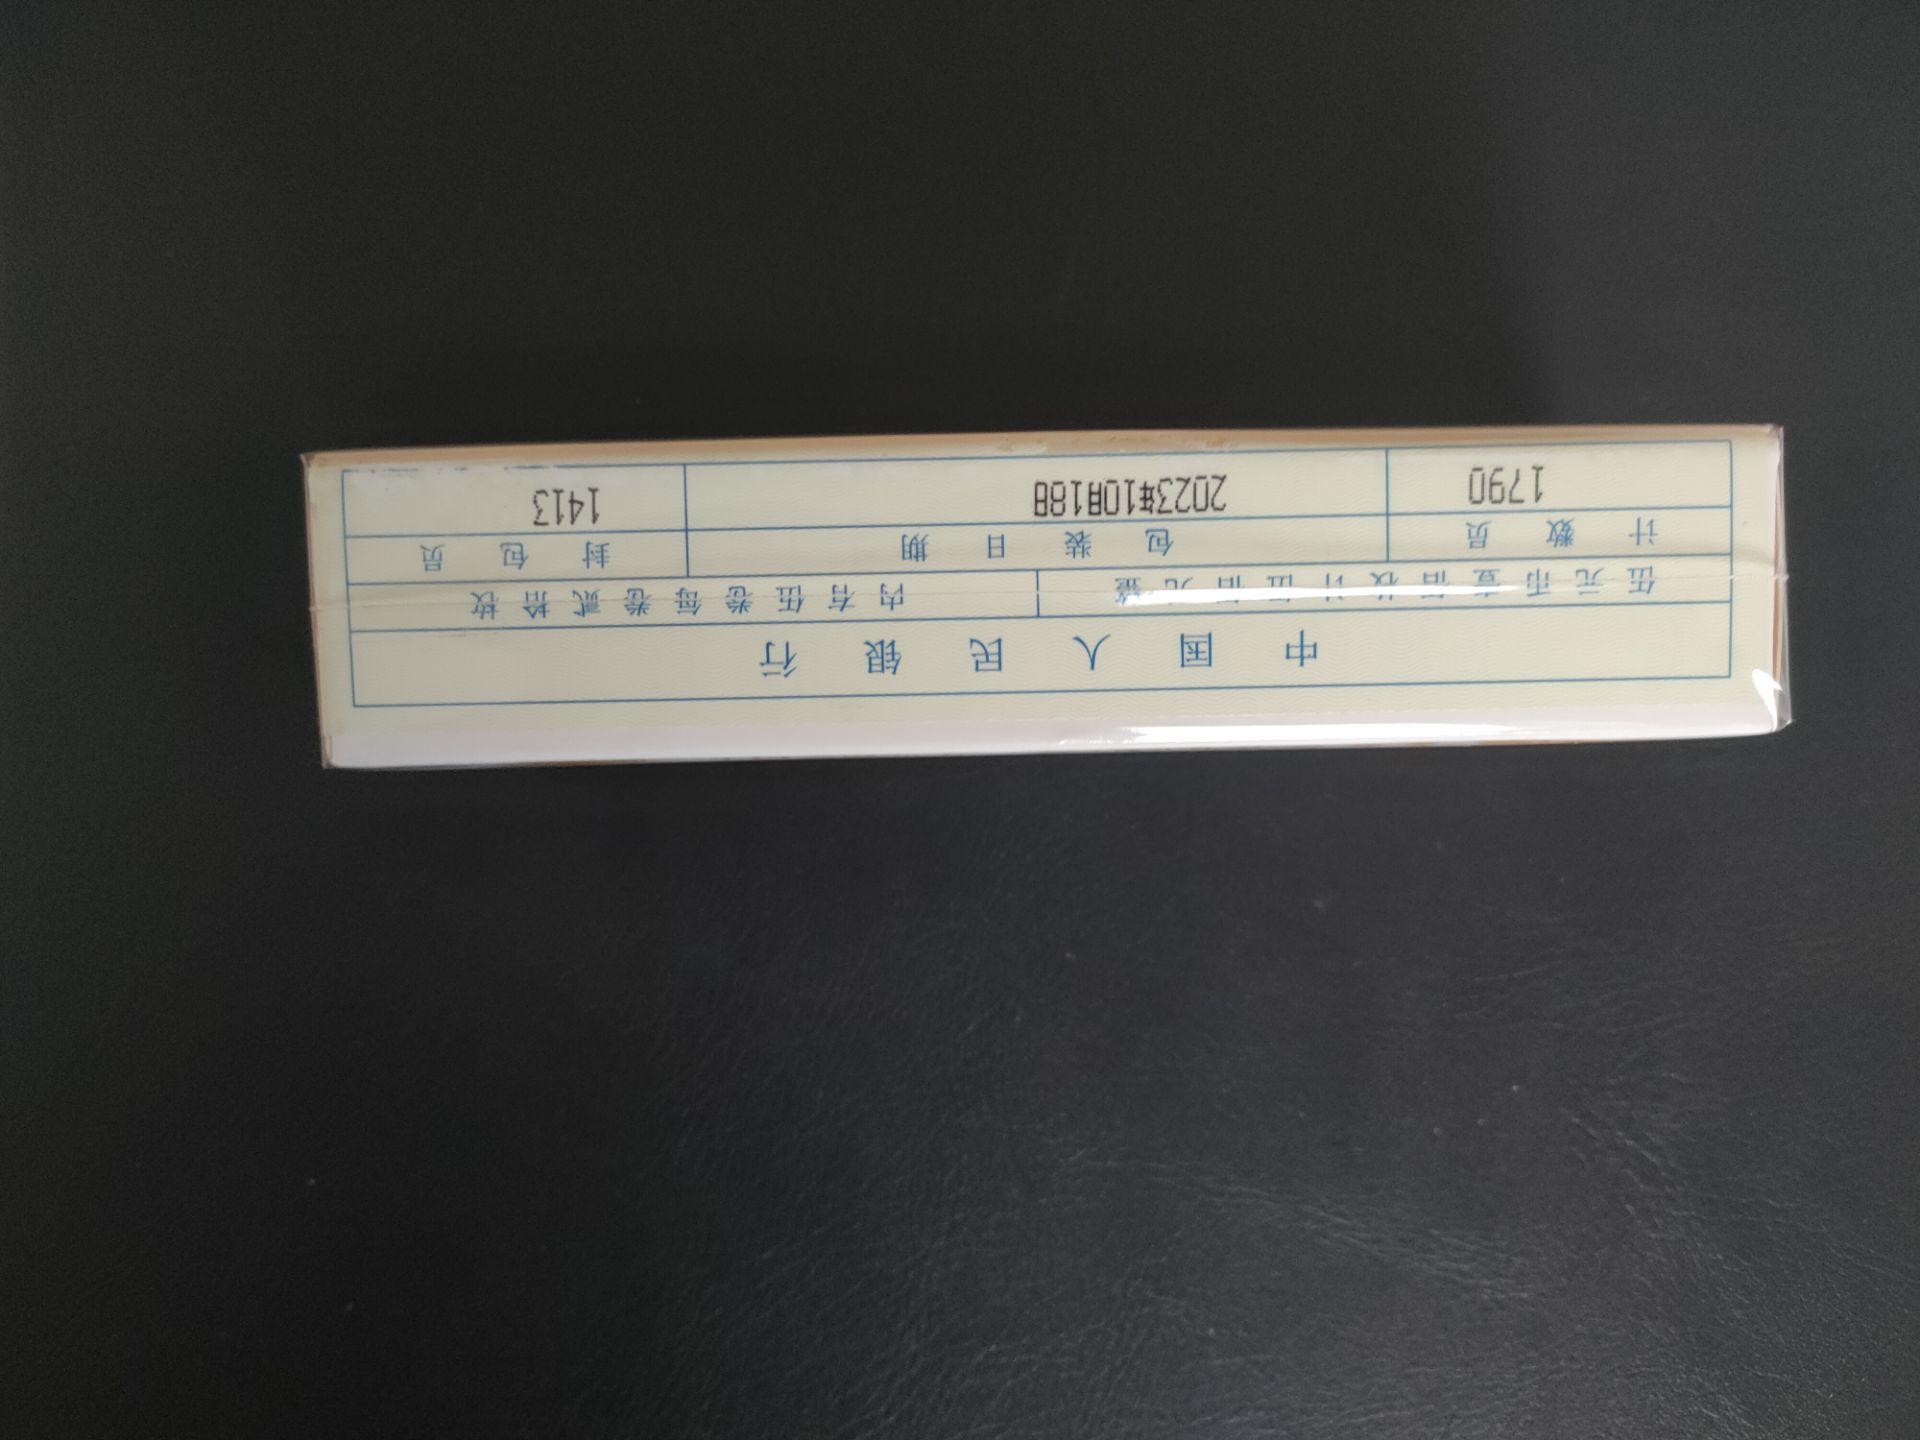 中国人民银行
伍元币壹佰枚计伍佰元整 内有伍卷每卷贰拾枚
计数员 包装日期 封包员
1790 2023年10月18日 1413